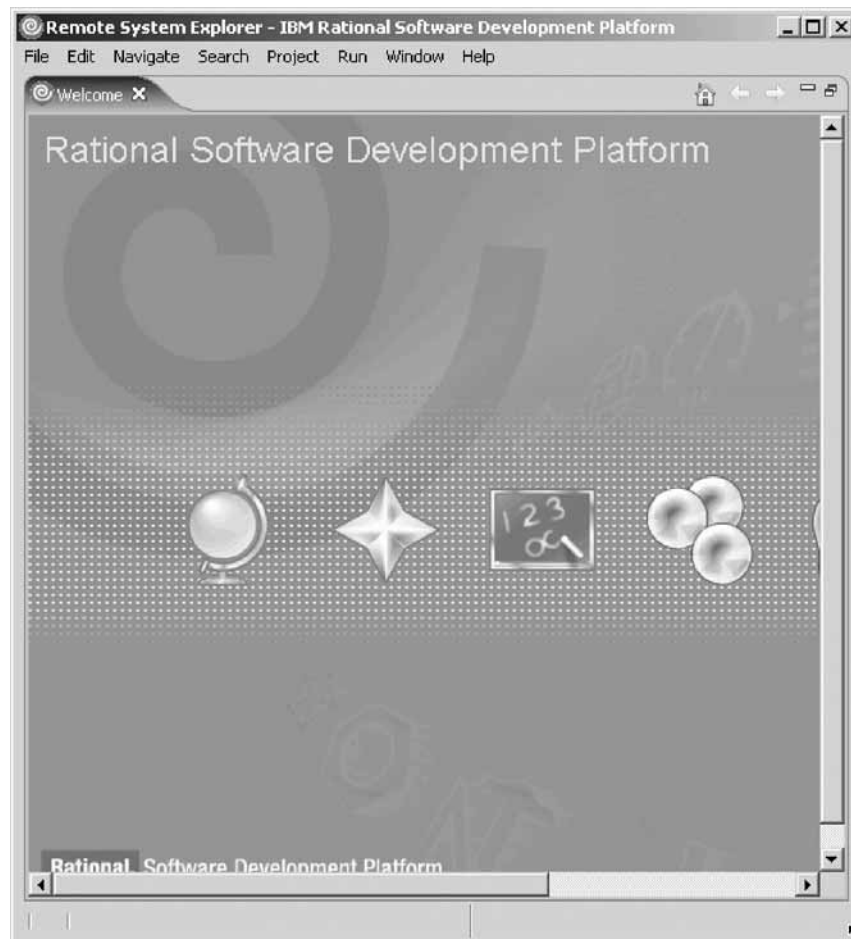 Remote System Explorer - IBM Rational Software Development Platform
File Edit Navigate Search Project Run Window Help
Welcome
Rational Software Development Platform
123
Rational Software Development Platform